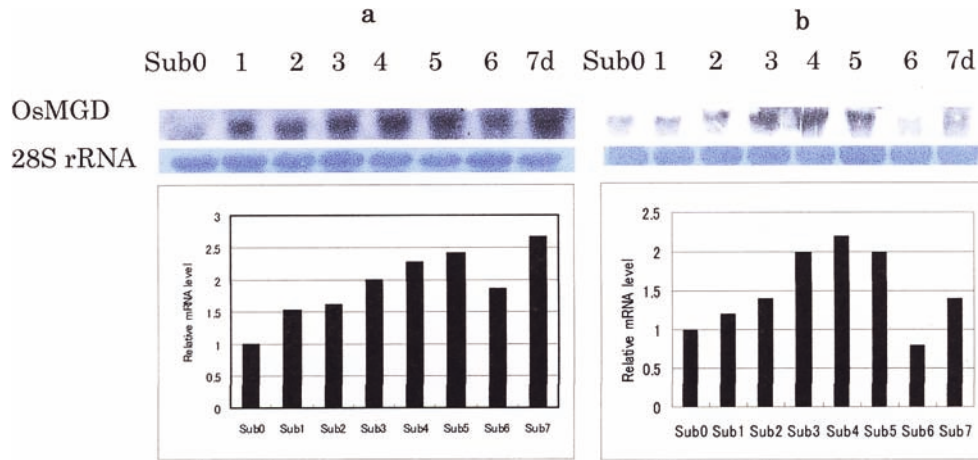 a b
Sub0 1 2 3 4 5 6 7d Sub0 1 2 3 4 5 6 7d
OsMGD
28S rRNA
Relative mRNA level
3
2.5
2
1.5
1
0.5
0
Sub0 Sub1 Sub2 Sub3 Sub4 Sub5 Sub6 Sub7
Relative mRNA level
2.5
2
1.5
1
0.5
0
Sub0 Sub1 Sub2 Sub3 Sub4 Sub5 Sub6 Sub7